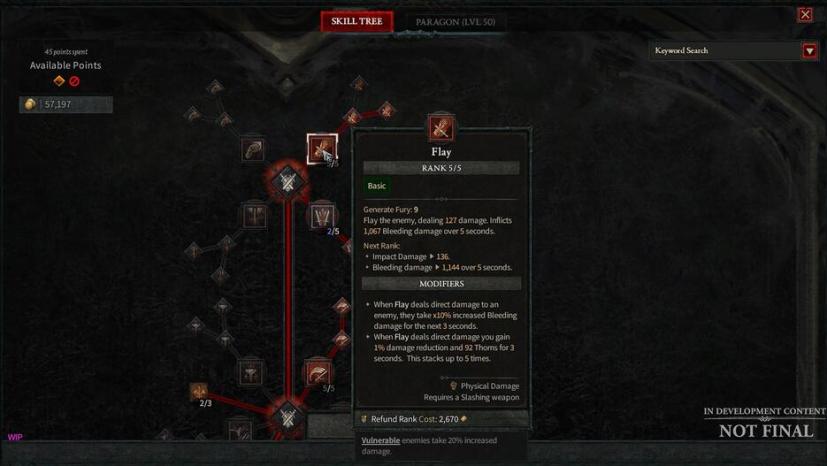 SKILL TREE
PARAGON (LVL 50)
45 points spent
Available Points
57,197
Keyword Search
Flay
RANK 5/5
Basic
Generate Fury: 9
Flay the enemy, dealing 127 damage. Inflicts
1,067 Bleeding damage over 5 seconds.
Next Rank:
Impact Damage 136.
Bleeding damage 1,144 over 5 seconds.
MODIFIERS
When Flay deals direct damage to an
enemy, they take x10% increased Bleeding
damage for the next 3 seconds.
When Flay deals direct damage you gain
1% damage reduction and 92 Thorns for 3
seconds. This stacks up to 5 times.
Physical Damage
Requires a Slashing weapon
Refund Rank Cost: 2,670
Vulnerable enemies take 20% increased
damage.
5/5
2/5
5/5
2/3
WIP
IN DEVELOPMENT CONTENT
NOT FINAL